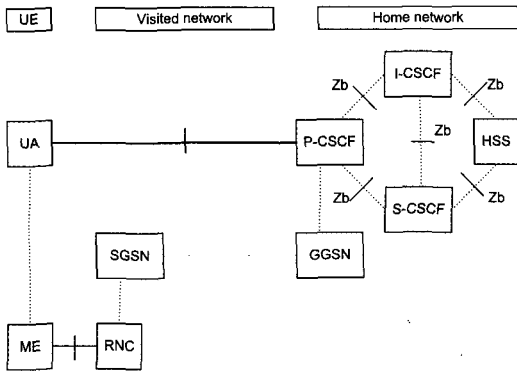 UE Visited network Home network
I-CSCF
Zb Zb
UA P-CSCF Zb HSS
Zb Zb
S-CSCF
SGSN GGSN
ME RNC